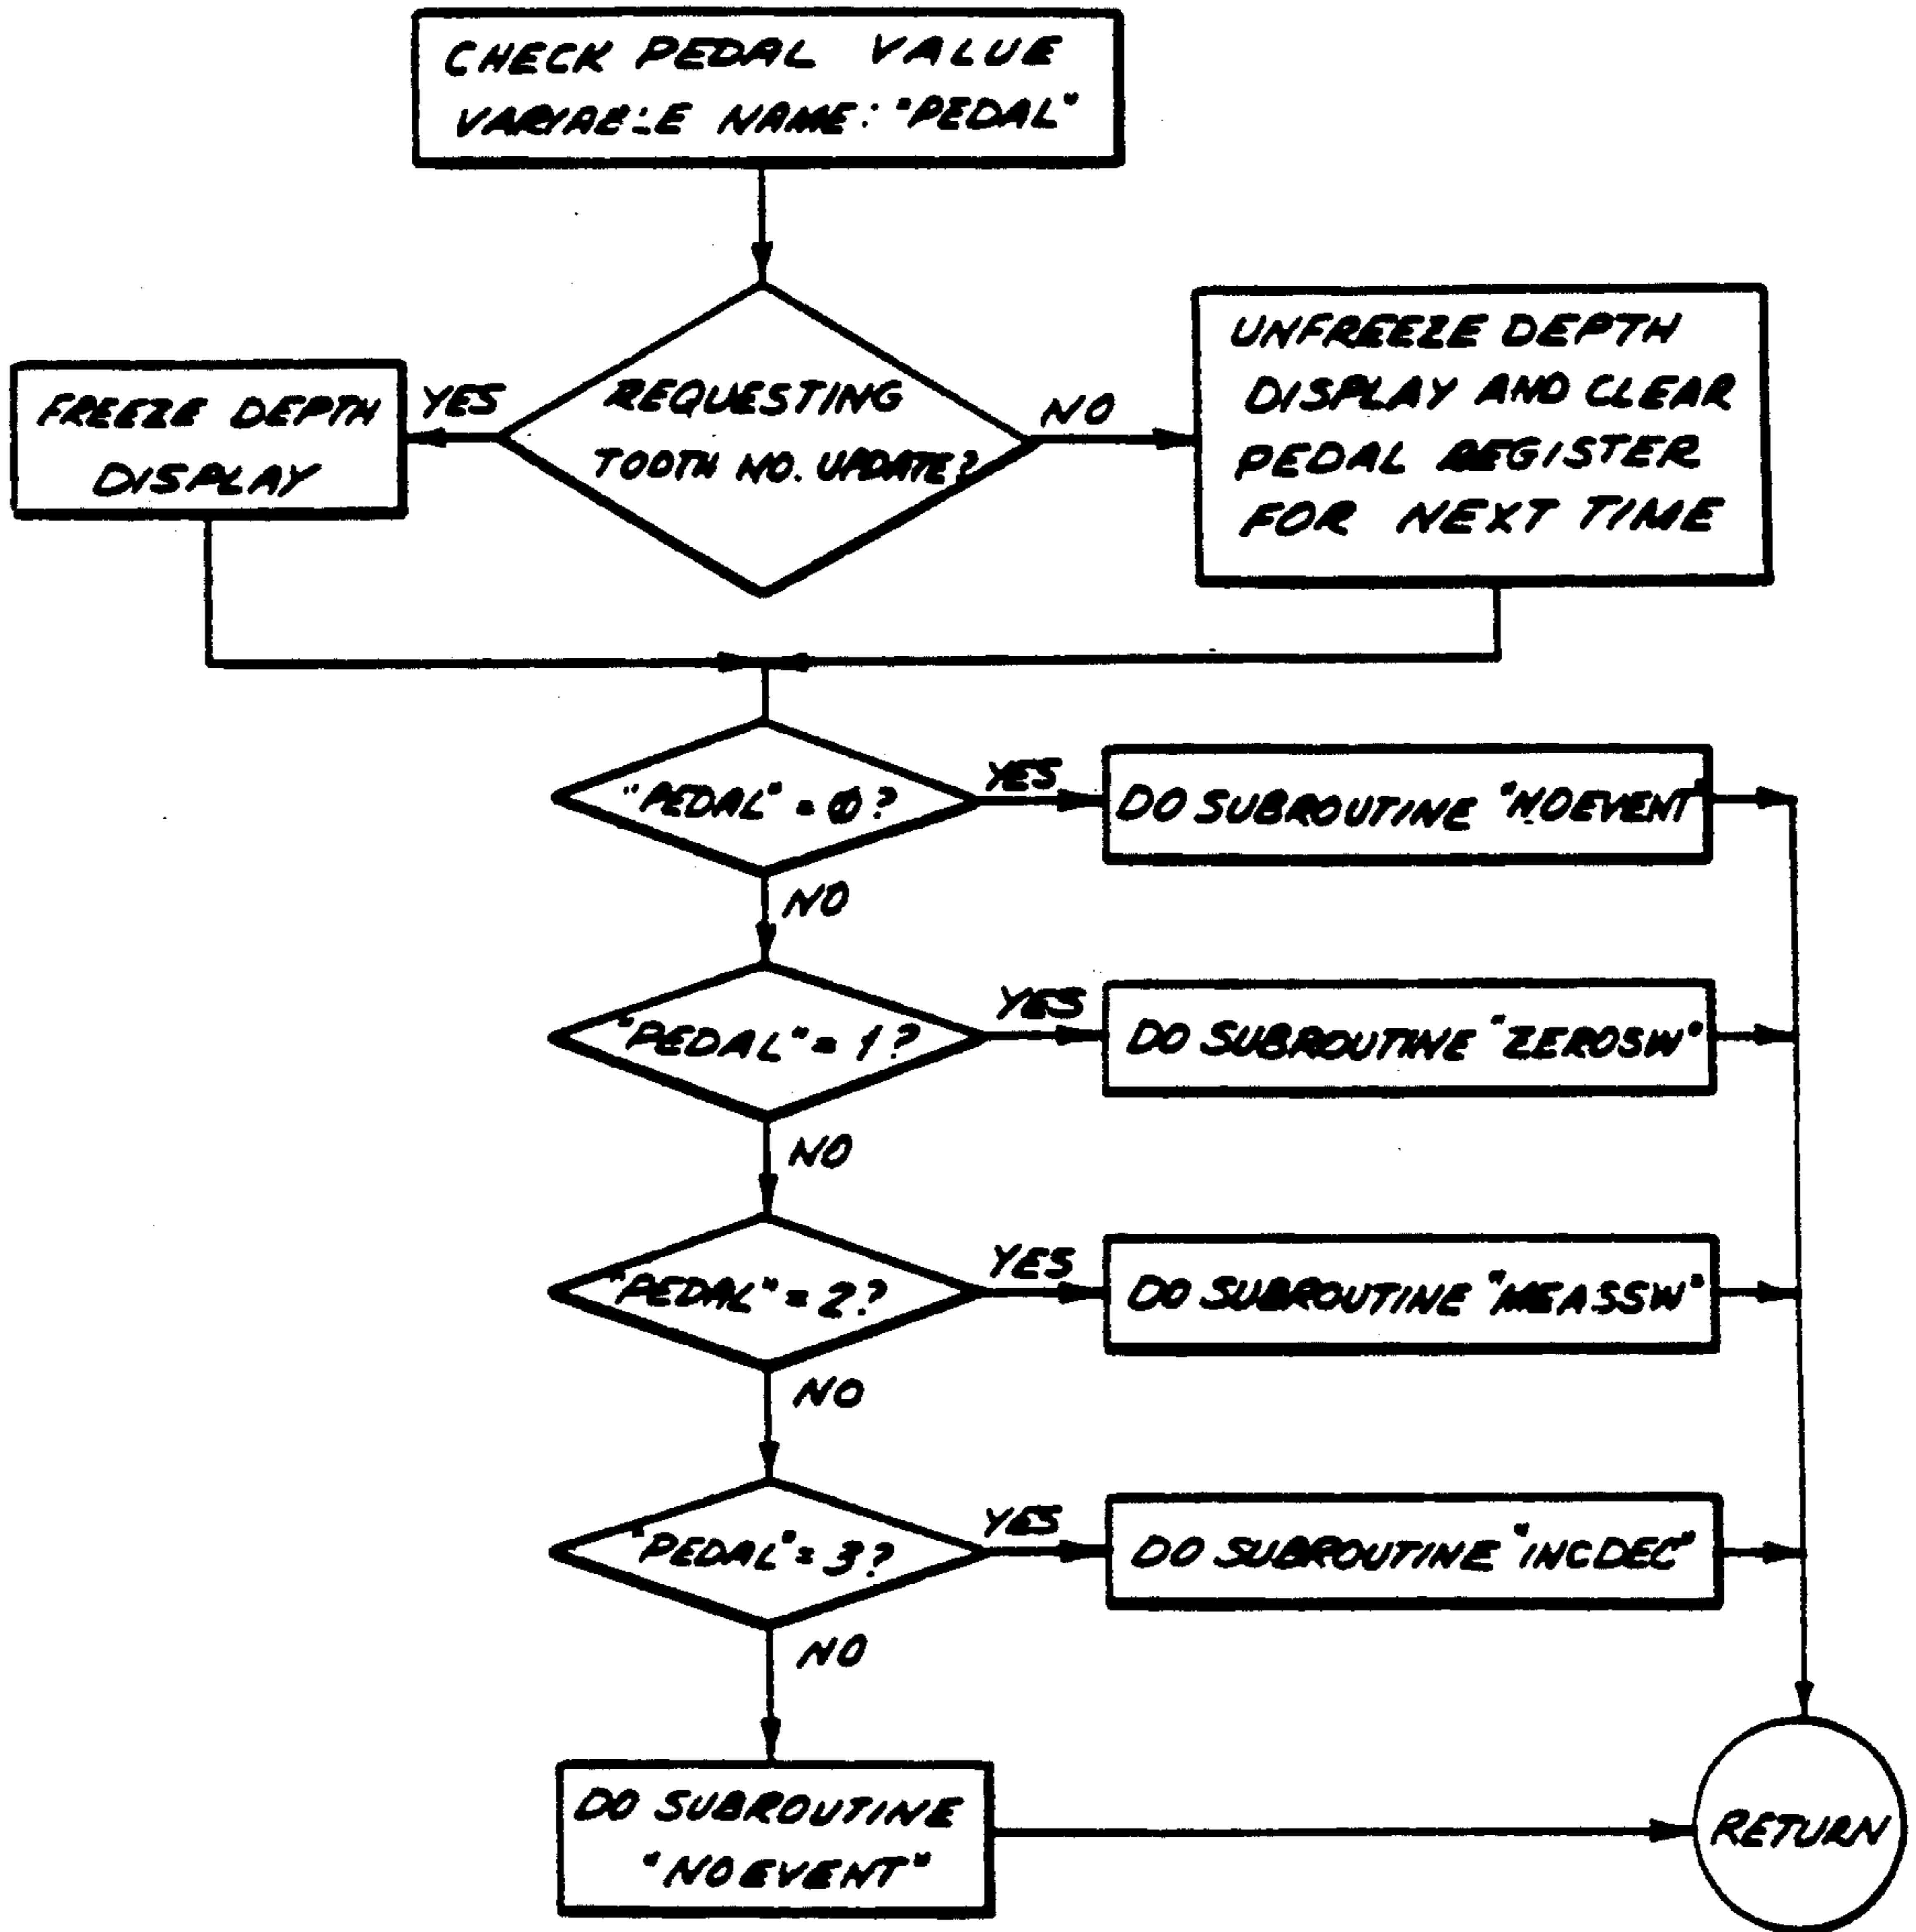 CHECK PEDAL VALUE
VARIABLE NAME: "PEDAL"
REQUESTING
TOOTH NO. UPDATE?
YES
NO
FREEZE DEPTH
DISPLAY
UNFREEZE DEPTH
DISPLAY AND CLEAR
PEDAL REGISTER
FOR NEXT TIME
"PEDAL" = 0?
YES
DO SUBROUTINE "NOEVENT"
NO
"PEDAL" = 1?
YES
DO SUBROUTINE "ZEROSW"
NO
"PEDAL" = 2?
YES
DO SUBROUTINE "MEASSW"
NO
"PEDAL" = 3?
YES
DO SUBROUTINE "INCDEC"
NO
DO SUBROUTINE
"NOEVENT"
RETURN